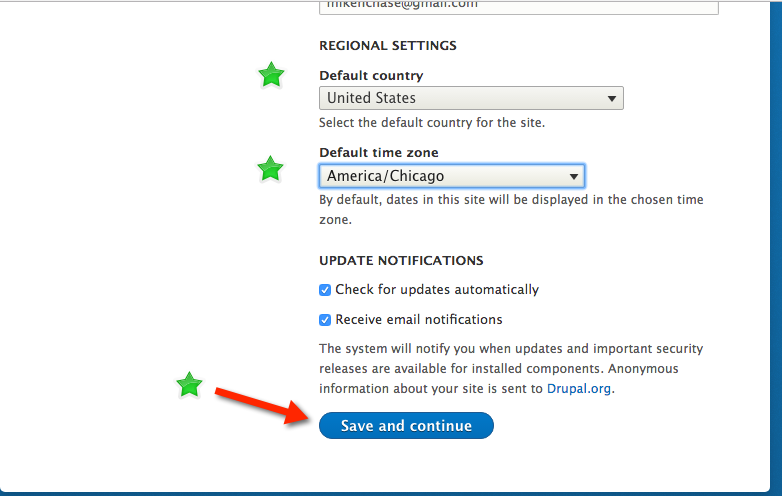 mikenchase@gmail.com
REGIONAL SETTINGS
Default country
United States
Select the default country for the site.
Default time zone
America/Chicago
By default, dates in this site will be displayed in the chosen time
zone.
UPDATE NOTIFICATIONS
Check for updates automatically
Receive email notifications
The system will notify you when updates and important security
releases are available for installed components. Anonymous
information about your site is sent to Drupal.org.
Save and continue